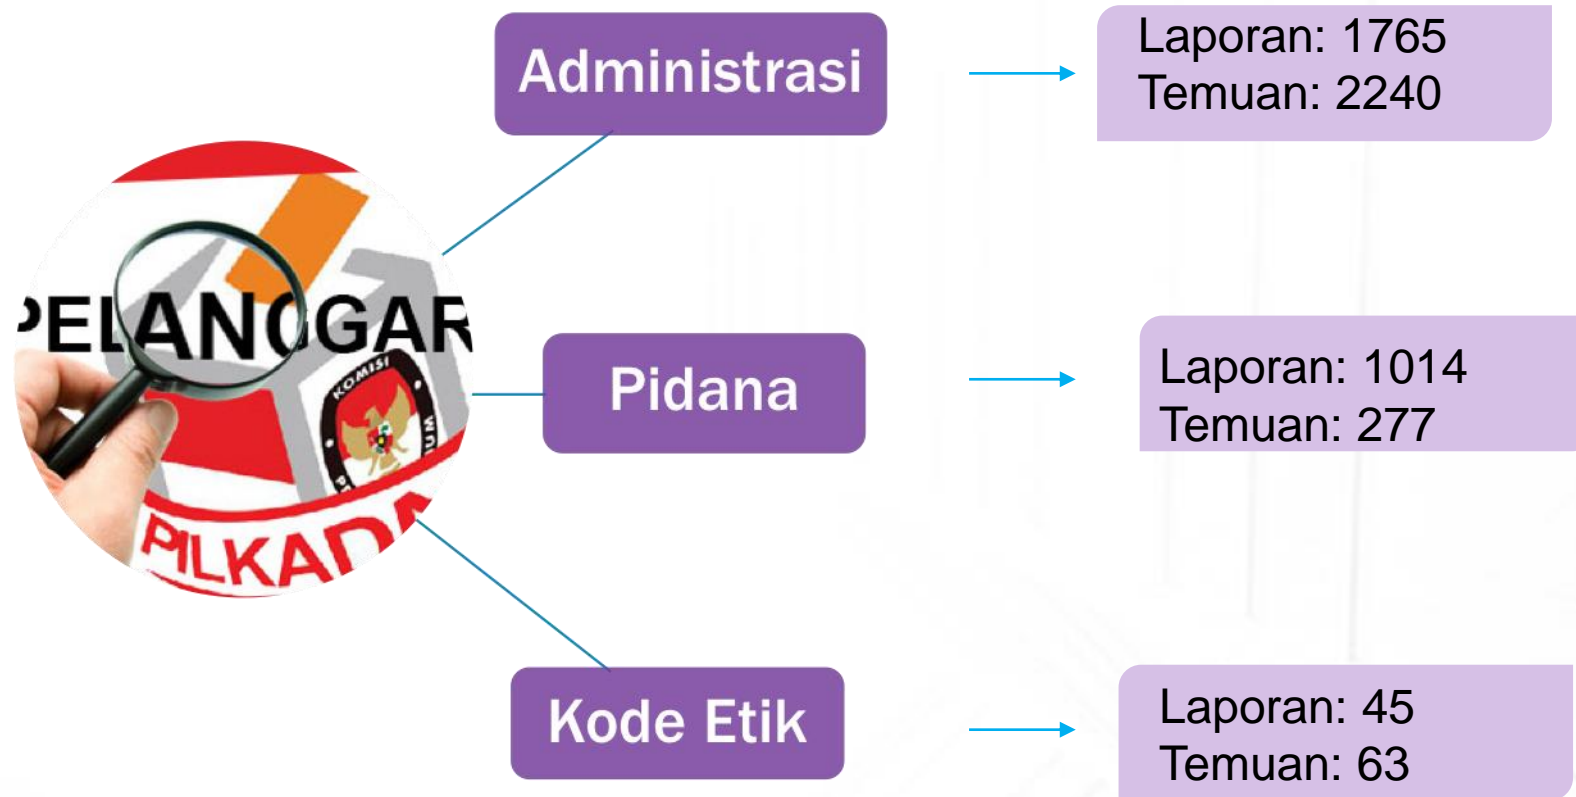 Administrasi
Laporan: 1765
Temuan: 2240
PELANGGAR
KOMISI
PILKADA
Pidana
Laporan: 1014
Temuan: 277
Kode Etik
Laporan: 45
Temuan: 63